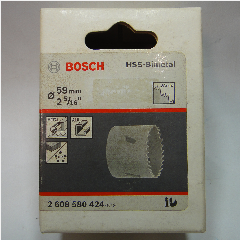 BOSCH HSS-Bimetal
Ø 59 mm
2 5/16"
2 608 580 424